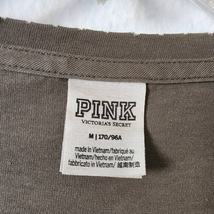 PINK
VICTORIA'S SECRET
M | 170/96A
made in Vietnam/fabriqué au
Vietnam/hecho en Vietnam/
fabbricato in Vietnam/ 越南制造